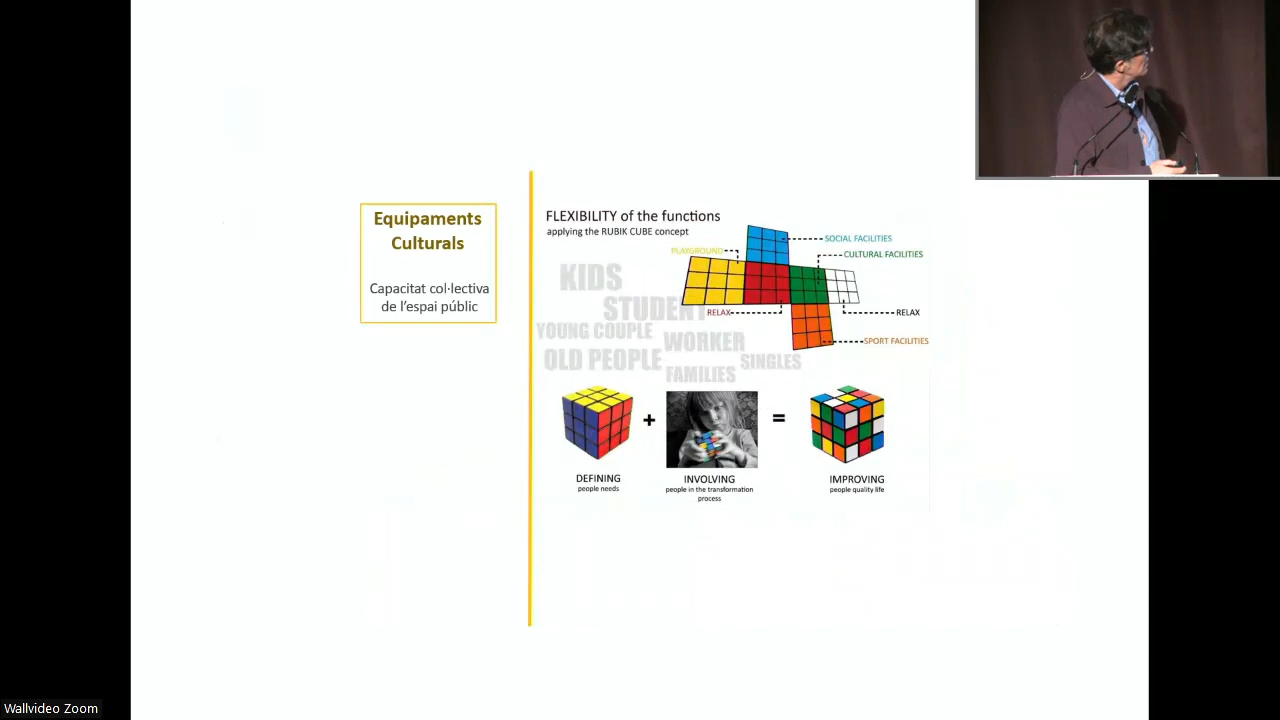 Equipaments
Culturals
Capacitat col·lectiva
de l'espai públic
FLEXIBILITY of the functions
applying the RUBIK CUBE concept
PLAYGROUND
SOCIAL FACILITIES
CULTURAL FACILITIES
RELAX
RELAX
SPORT FACILITIES
KIDS
STUDENT
YOUNG COUPLE
WORKER
OLD PEOPLE
SINGLES
FAMILIES
+
=
DEFINING
people needs
INVOLVING
people in the transformation
process
IMPROVING
people quality life
Wallvideo Zoom